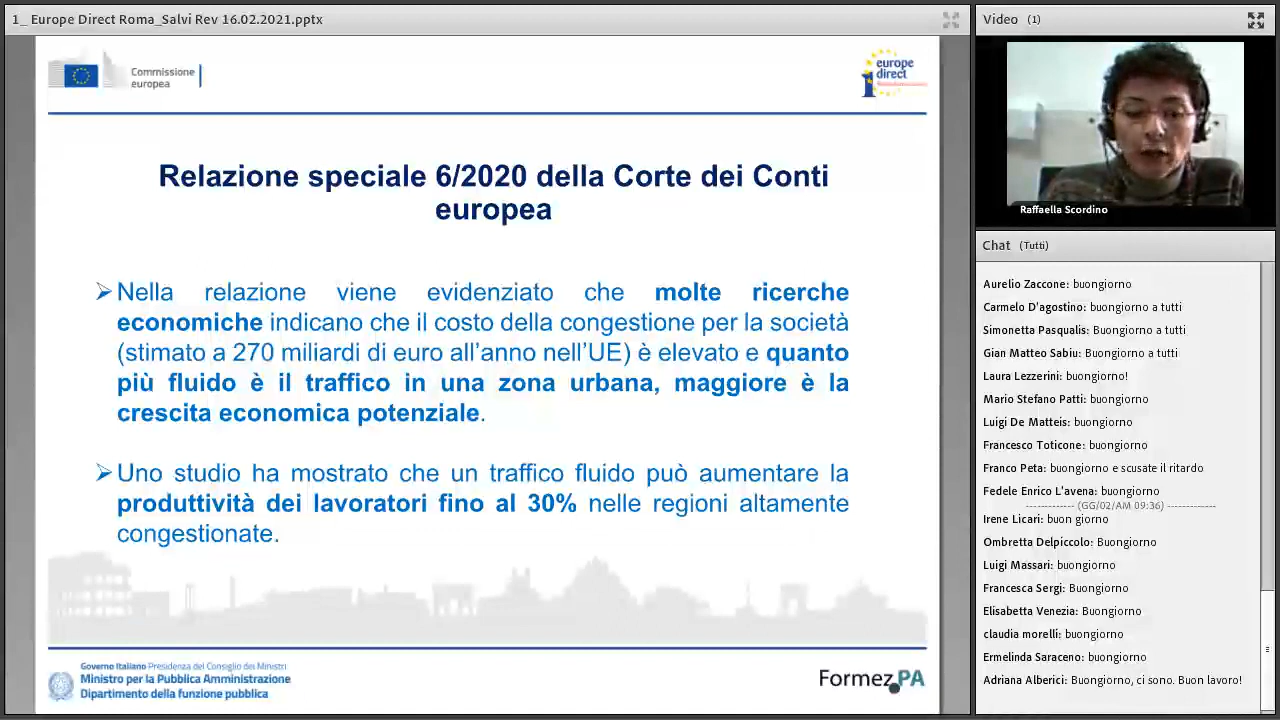 1_ Europe Direct Roma_Salvi Rev 16.02.2021.pptx
Commissione
europea
europe
direct
Relazione speciale 6/2020 della Corte dei Conti
europea
➢Nella relazione viene evidenziato che molte ricerche
economiche indicano che il costo della congestione per la società
(stimato a 270 miliardi di euro all'anno nell'UE) è elevato e quanto
più fluido è il traffico in una zona urbana, maggiore è la
crescita economica potenziale.
➢Uno studio ha mostrato che un traffico fluido può aumentare la
produttività dei lavoratori fino al 30% nelle regioni altamente
congestionate.
Governo Italiano Presidenza del Consiglio dei Ministri
Ministro per la Pubblica Amministrazione
Dipartimento della funzione pubblica
Formez PA
Video (1)
Raffaella Scordino
Chat (Tutti)
Aurelio Zaccone: buongiorno
Carmelo D'agostino: buongiorno a tutti
Simonetta Pasqualis: Buongiorno a tutti
Gian Matteo Sabiu: Buongiorno a tutti
Laura Lezzerini: buongiorno!
Mario Stefano Patti: buongiorno
Luigi De Matteis: buongiorno
Francesco Toticone: buongiorno
Franco Peta: buongiorno e scusate il ritardo
Fedele Enrico L'avena: buongiorno
------------- (GG/02/AM 09:36) -------------
Irene Licari: buon giorno
Ombretta Delpiccolo: Buongiorno
Luigi Massari: buongiorno
Francesca Sergi: Buongiorno
Elisabetta Venezia: Buongiorno
claudia morelli: buongiorno
Ermelinda Saraceno: buongiorno
Adriana Alberici: Buongiorno, ci sono. Buon lavoro!